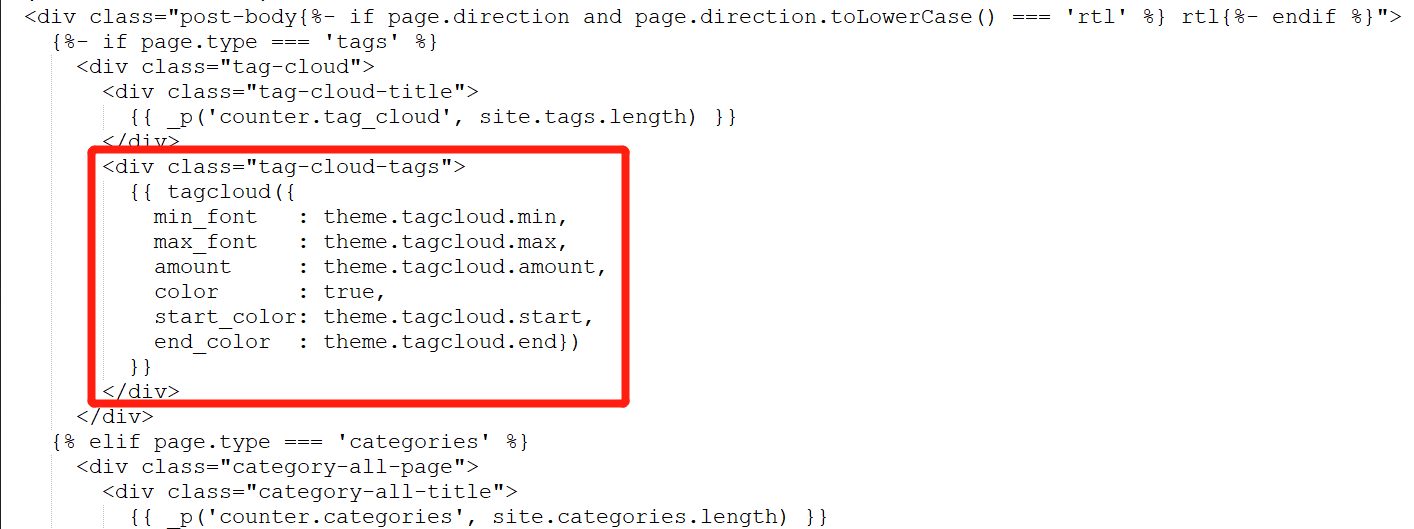 <div class="post-body{%- if page.direction and page.direction.toLowerCase() === 'rtl' %} rtl{%- endif %}">
{%- if page.type === 'tags' %}
<div class="tag-cloud">
<div class="tag-cloud-title">
{{ _p('counter.tag_cloud', site.tags.length) }}
</div>
<div class="tag-cloud-tags">
{{ tagcloud({
min_font   : theme.tagcloud.min,
max_font   : theme.tagcloud.max,
amount     : theme.tagcloud.amount,
color      : true,
start_color: theme.tagcloud.start,
end_color  : theme.tagcloud.end})
}}
</div>
</div>
{% elif page.type === 'categories' %}
<div class="category-all-page">
<div class="category-all-title">
{{ _p('counter.categories', site.categories.length) }}